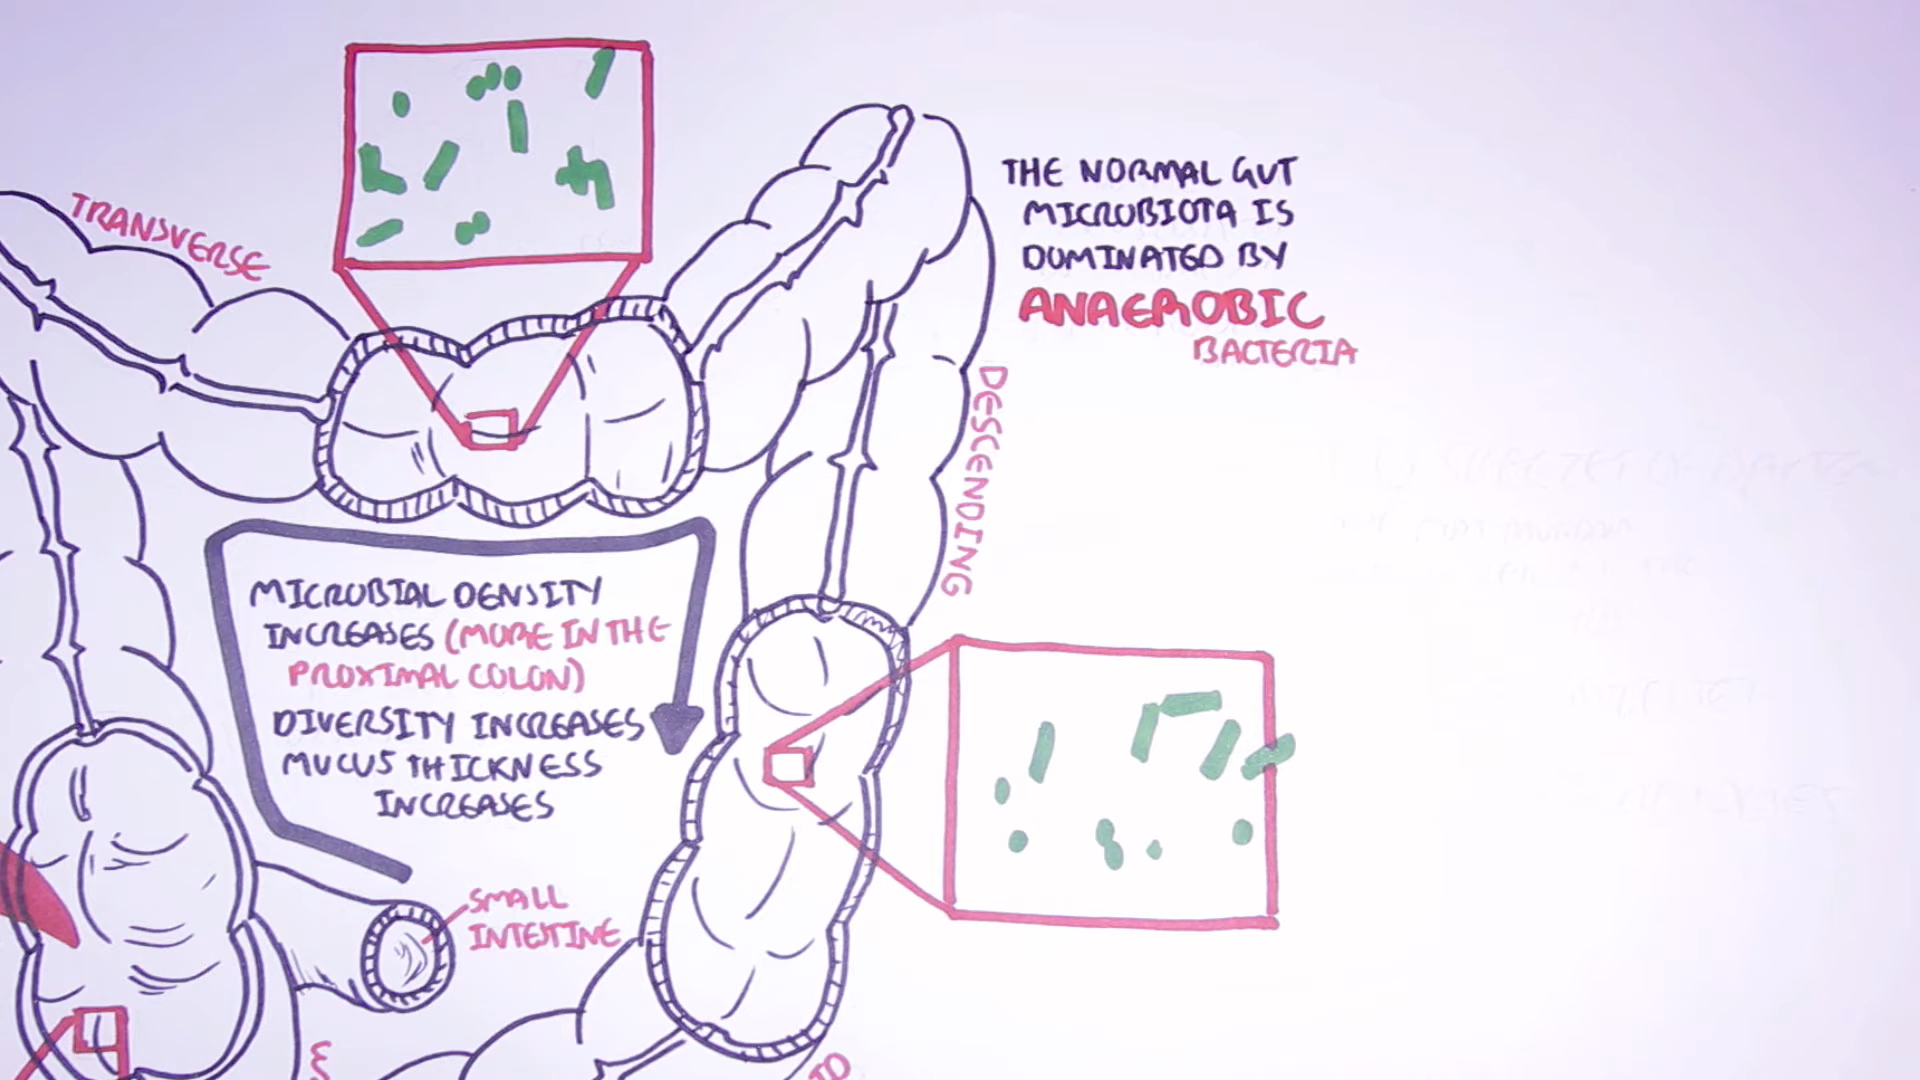 TRANSVERSE
THE NORMAL GUT
MICROBIOTA IS
DOMINATED BY
ANAEROBIC
BACTERIA
DESCENDING
MICROBIAL DENSITY
INCREASES (MORE IN THE
PROXIMAL COLON)
DIVERSITY INCREASES
MUCUS THICKNESS
INCREASES
SMALL
INTESTINE